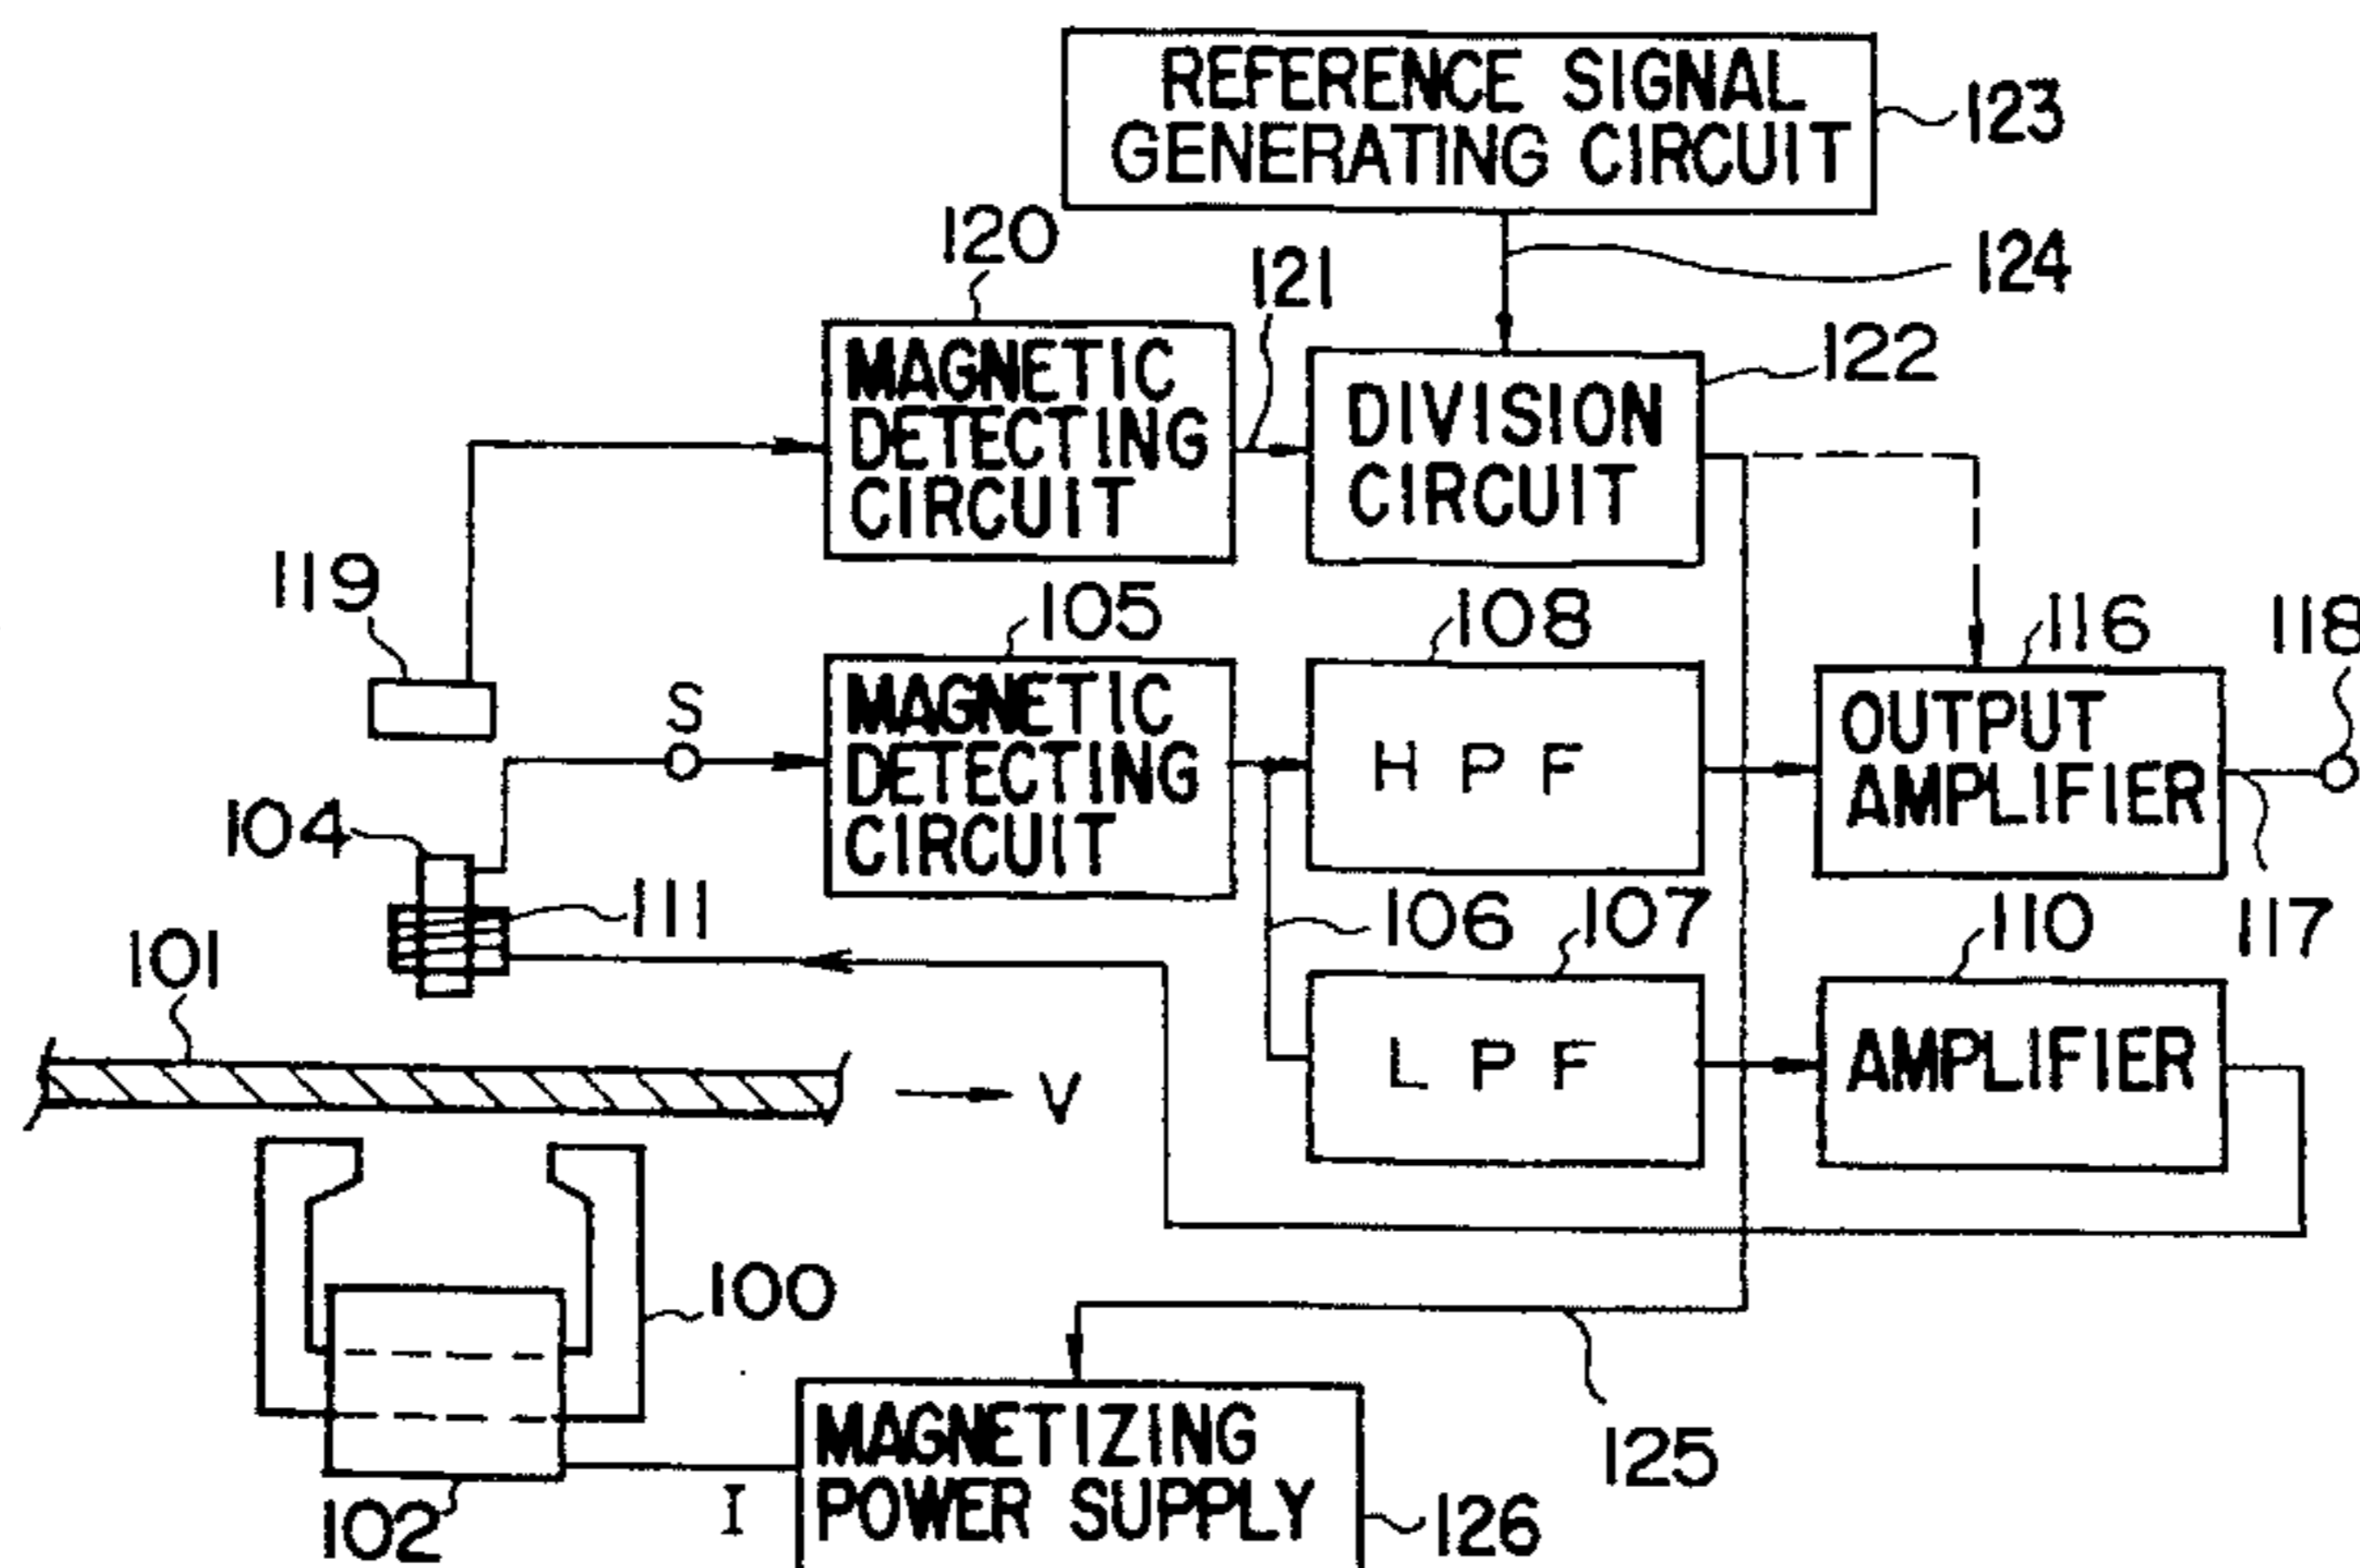 REFERENCE SIGNAL
GENERATING CIRCUIT
123
120
121
124
MAGNETIC
DETECTING
CIRCUIT
DIVISION
CIRCUIT
122
119
105
108
116
118
S
MAGNETIC
DETECTING
CIRCUIT
H P F
OUTPUT
AMPLIFIER
104
111
106
107
110
117
101
L P F
AMPLIFIER
V
100
125
MAGNETIZING
POWER SUPPLY
102
I
126